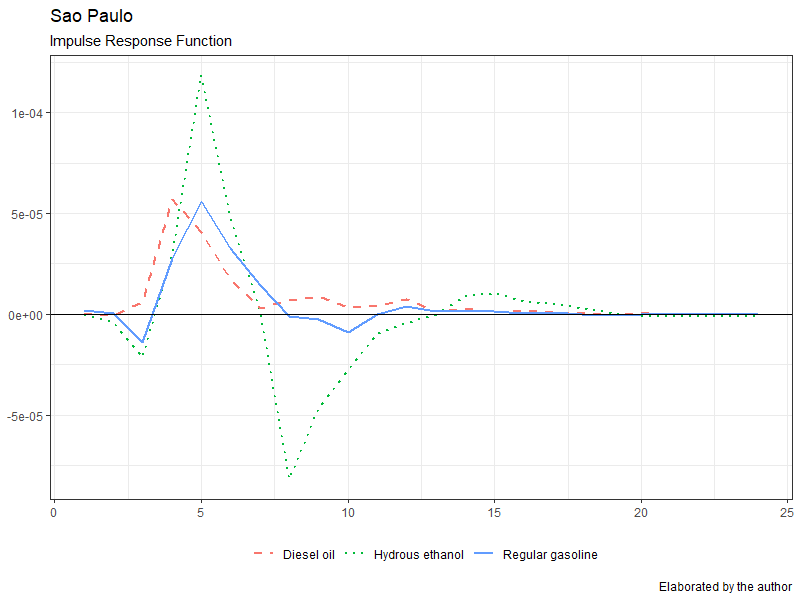 Sao Paulo
Impulse Response Function
1e-04
5e-05
0e+00
-5e-05
0 5 10 15 20 25
Diesel oil Hydrous ethanol Regular gasoline
Elaborated by the author